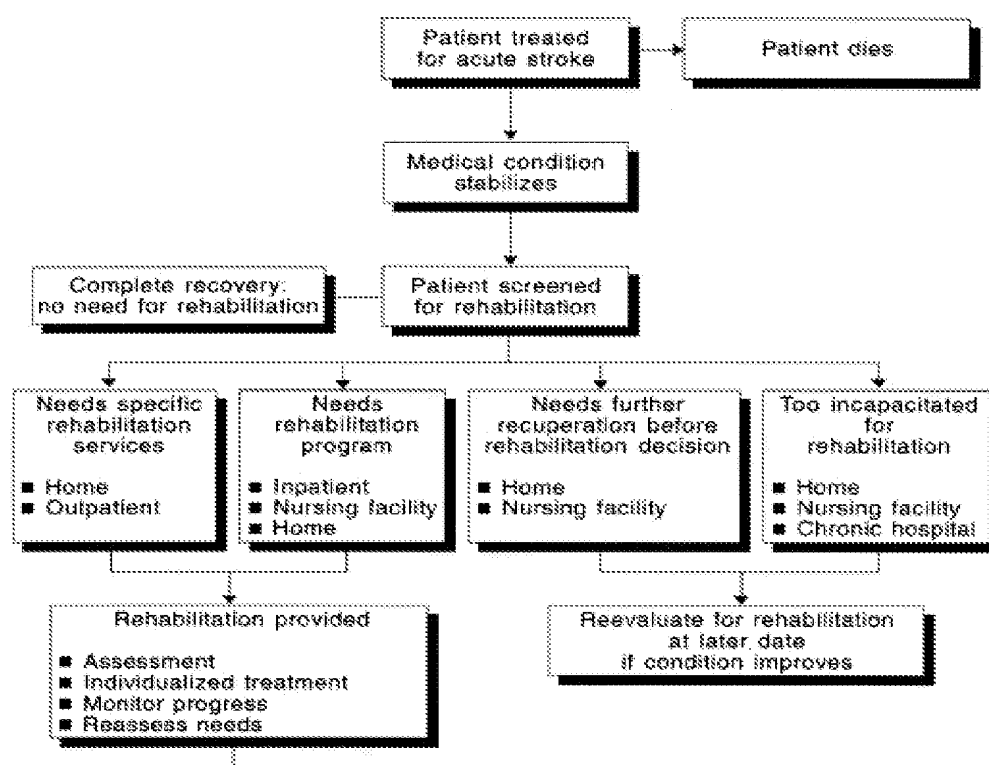 Patient treated
for acute stroke
Patient dies
Medical condition
stabilizes
Complete recovery:
no need for rehabilitation
Patient screened
for rehabilitation
Needs specific
rehabilitation
services
■ Home
■ Outpatient
Needs
rehabilitation
program
■ Inpatient
■ Nursing facility
■ Home
Needs further
recuperation before
rehabilitation decision
■ Home
■ Nursing facility
Too incapacitated
for
rehabilitation
■ Home
■ Nursing facility
■ Chronic hospital
Rehabilitation provided
■ Assessment
■ Individualized treatment
■ Monitor progress
■ Reassess needs
Reevaluate for rehabilitation
at later date
if condition improves